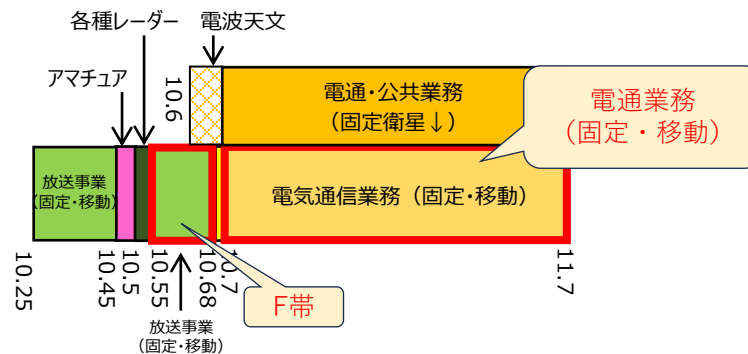 各種レーダー
電波天文
アマチュア
10.6
電通・公共業務
（固定衛星↓）
電通業務
（固定・移動）
放送事業
（固定・移動）
電気通信業務（固定・移動）
10.25
10.45
10.5
10.55
10.68
10.7
11.7
F帯
放送事業
（固定・移動）